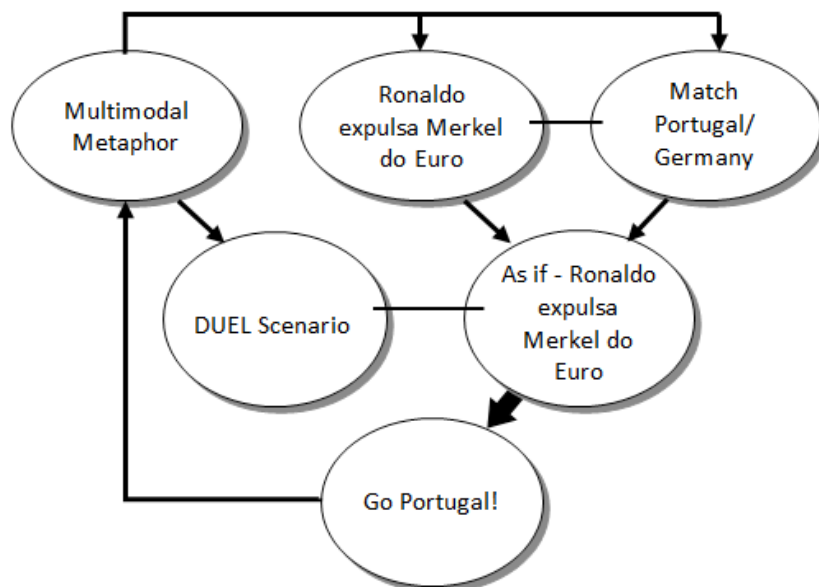 Multimodal
Metaphor
Ronaldo
expulsa Merkel
do Euro
Match
Portugal/
Germany
DUEL Scenario
As if - Ronaldo
expulsa
Merkel do
Euro
Go Portugal!